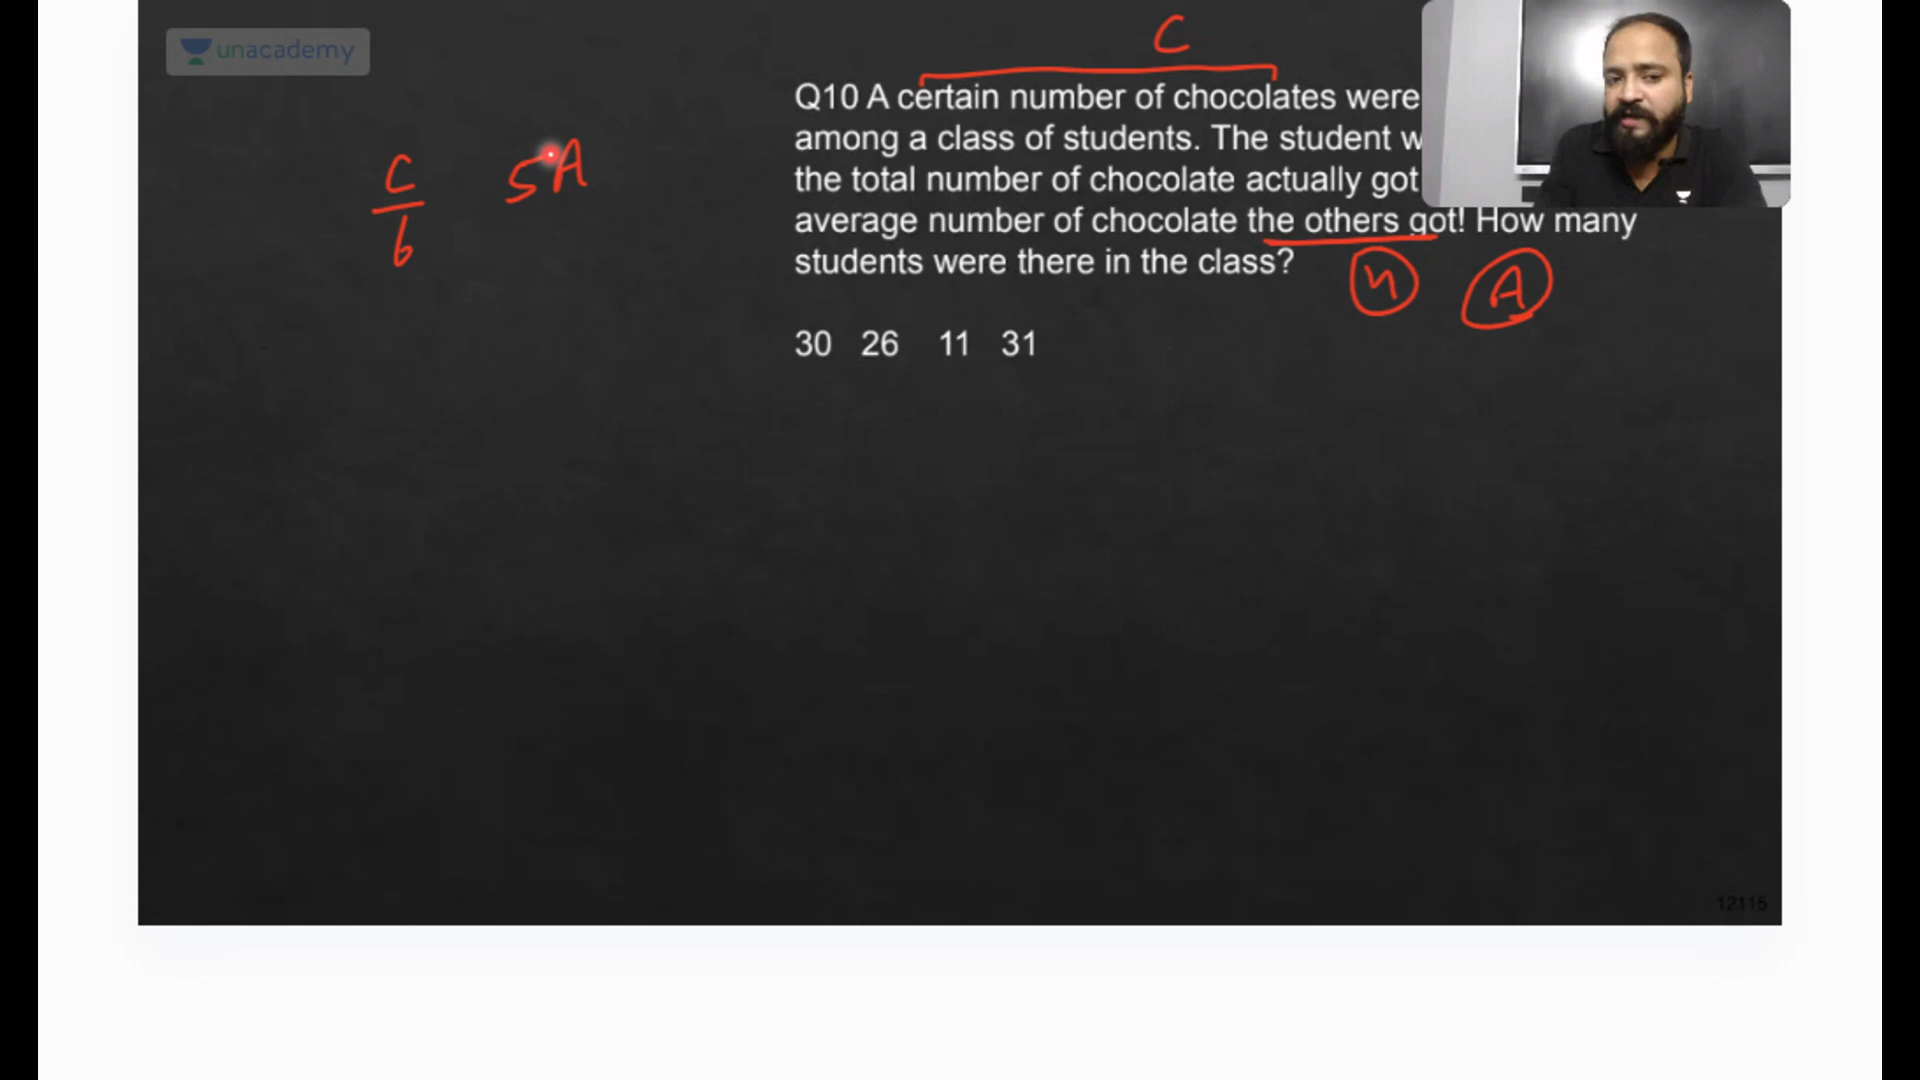 unacademy
C
Q10 A certain number of chocolates were
among a class of students. The student w
the total number of chocolate actually got
average number of chocolate the others got! How many
students were there in the class?
n A
30 26 11 31
C 5A
6
12115